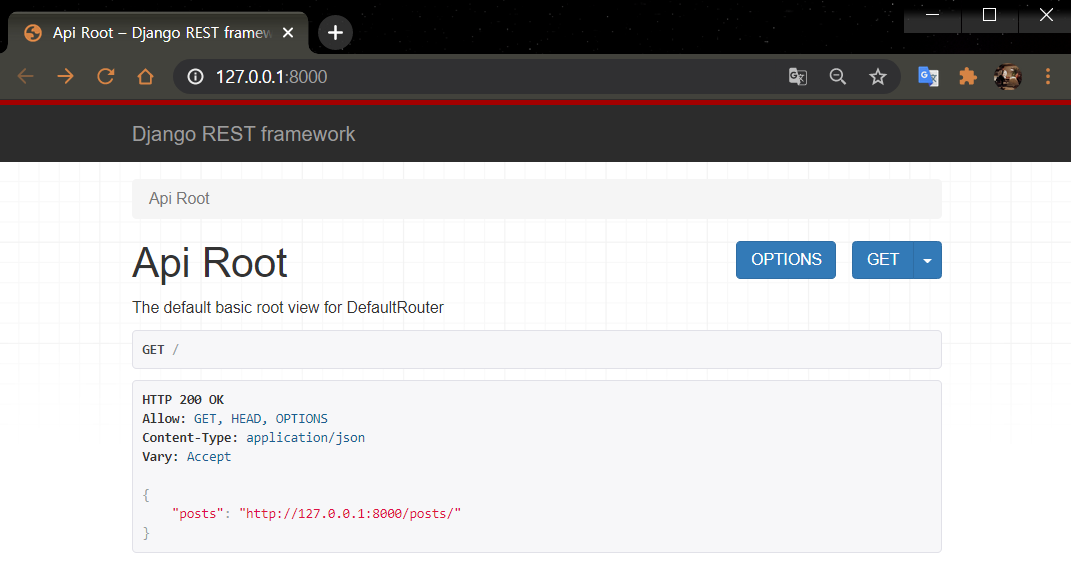 Api Root – Django REST framew
127.0.0.1:8000
Django REST framework
Api Root
Api Root
OPTIONS
GET
The default basic root view for DefaultRouter
GET /
HTTP 200 OK
Allow: GET, HEAD, OPTIONS
Content-Type: application/json
Vary: Accept
{
"posts": "http://127.0.0.1:8000/posts/"
}